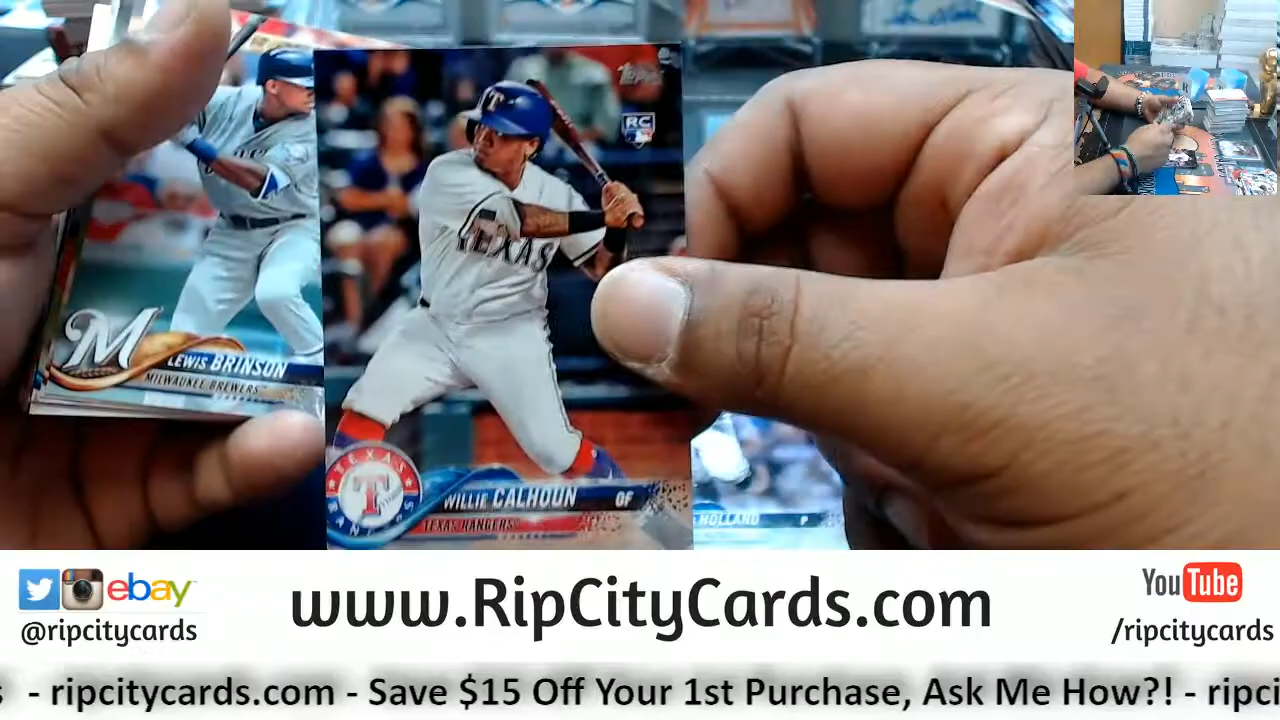 Topps
RC
T
TEXAS
M
LEWIS BRINSON
MILWAUKEE BREWERS
TEXAS
T
RANGERS
WILLIE CALHOUN OF
TEXAS RANGERS
HOLLAND P
ebay
@ripcitycards
www.RipCityCards.com
YouTube
/ripcitycards
- ripcitycards.com - Save $15 Off Your 1st Purchase, Ask Me How?! - ripci